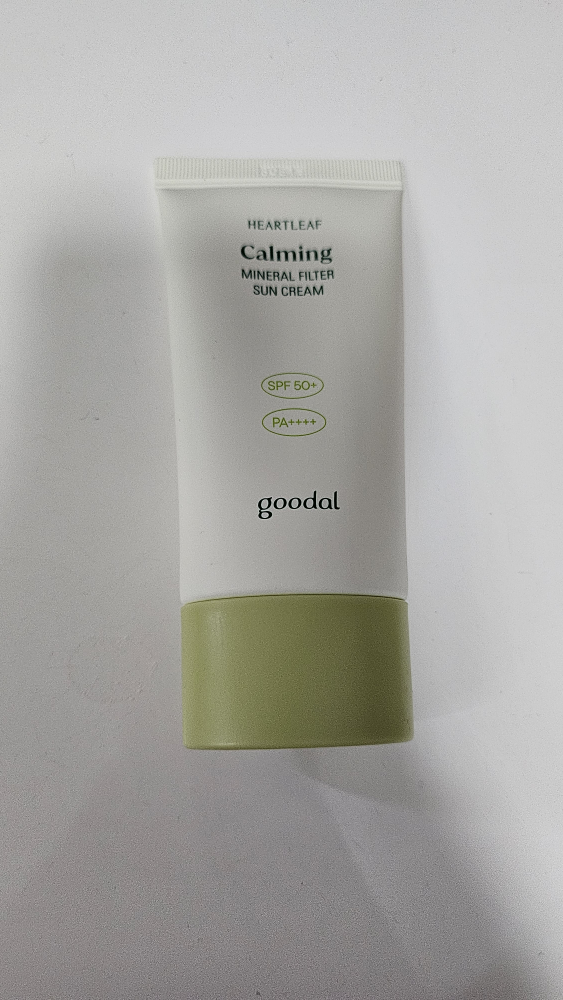 HEARTLEAF
Calming
MINERAL FILTER
SUN CREAM
SPF 50+
PA++++
goodal